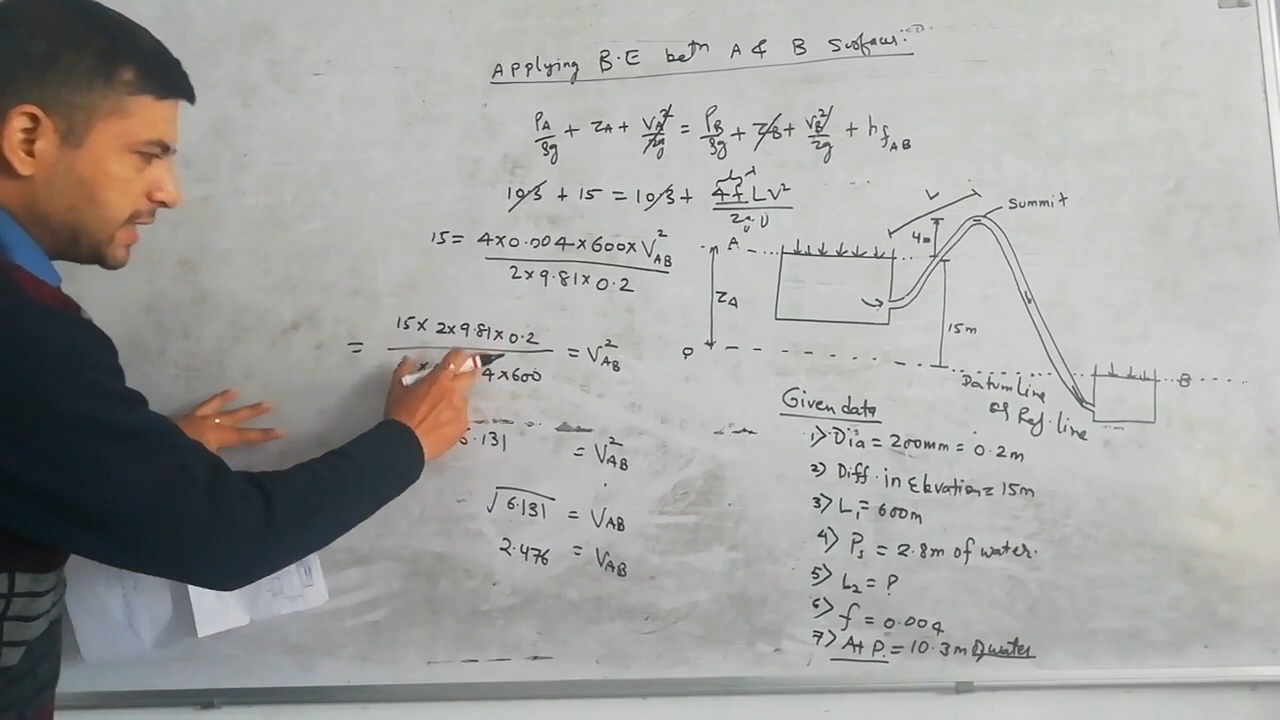 Applying B.E betn A & B Surfaces:
PA/ρg + ZA + VA²/2g = PB/ρg + ZB + VB²/2g + hfAB
10.3 + 15 = 10.3 + 4fLV²/2gD
15 = 4×0.004×600×V²AB / 2×9.81×0.2
= 15×2×9.81×0.2 / 4×600 = V²AB
6.131 = V²AB
√6.131 = VAB
2.476 = VAB
Summit
4m
A
ZA
15m
B
Datum line
or Ref. line
Given data
1) Dia = 200mm = 0.2m
2) Diff. in Elevation = 15m
3) L1 = 600m
4) Ps = 2.8m of water.
5) L2 = ?
6) f = 0.004
7) At P. = 10.3m of water